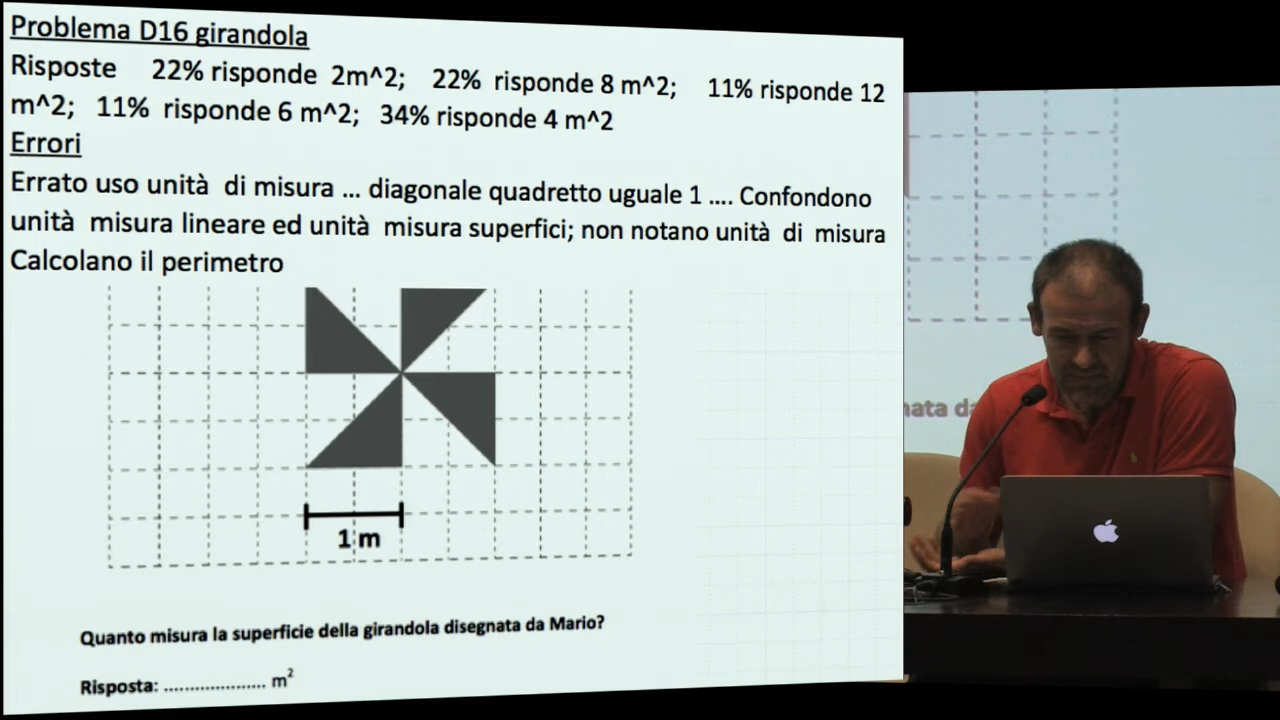 Problema D16 girandola
Risposte 22% risponde 2m^2; 22% risponde 8 m^2; 11% risponde 12
m^2; 11% risponde 6 m^2; 34% risponde 4 m^2
Errori
Errato uso unità di misura ... diagonale quadretto uguale 1 .... Confondono
unità misura lineare ed unità misura superfici; non notano unità di misura
Calcolano il perimetro
1 m
Quanto misura la superficie della girandola disegnata da Mario?
Risposta: ..................... m²
nata da